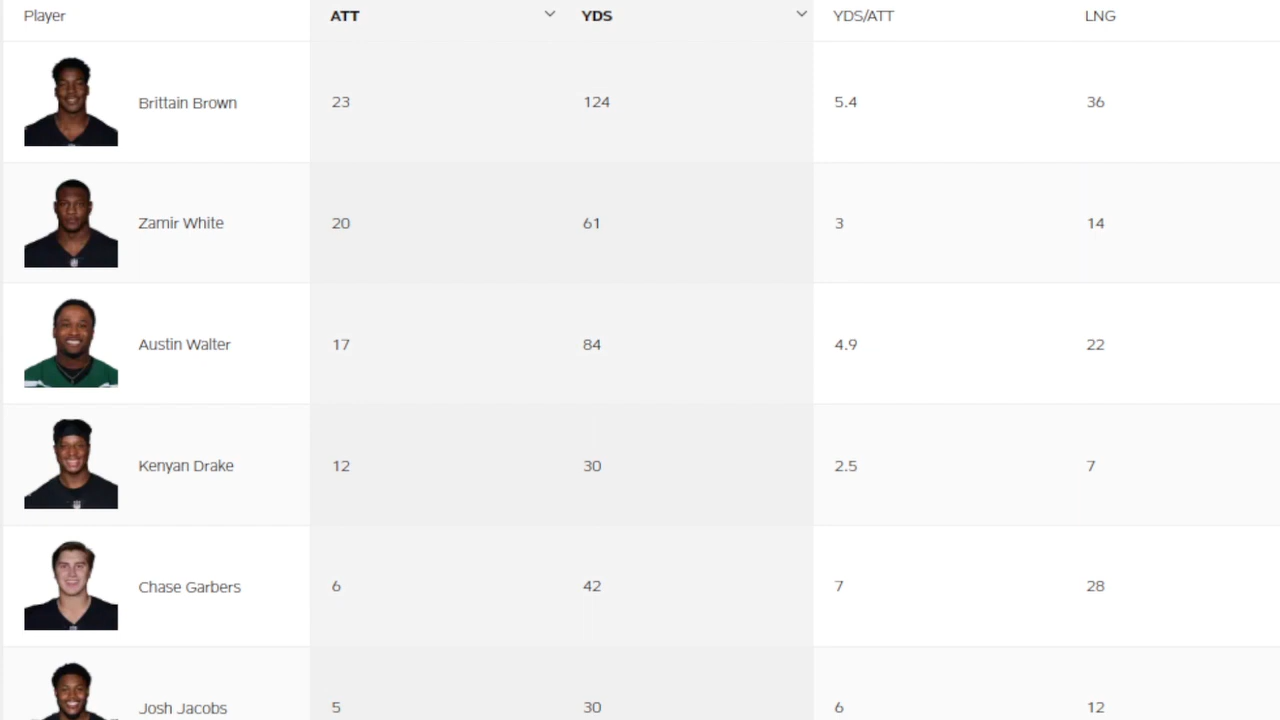 Player ATT YDS YDS/ATT LNG
Brittain Brown 23 124 5.4 36
Zamir White 20 61 3 14
Austin Walter 17 84 4.9 22
Kenyan Drake 12 30 2.5 7
Chase Garbers 6 42 7 28
Josh Jacobs 5 30 6 12